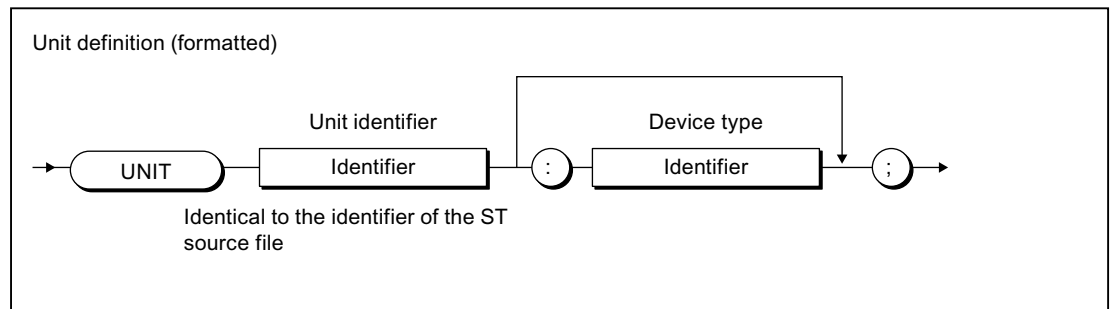 Unit definition (formatted)
Unit identifier
Device type
UNIT
Identifier
:
Identifier
;
Identical to the identifier of the ST
source file